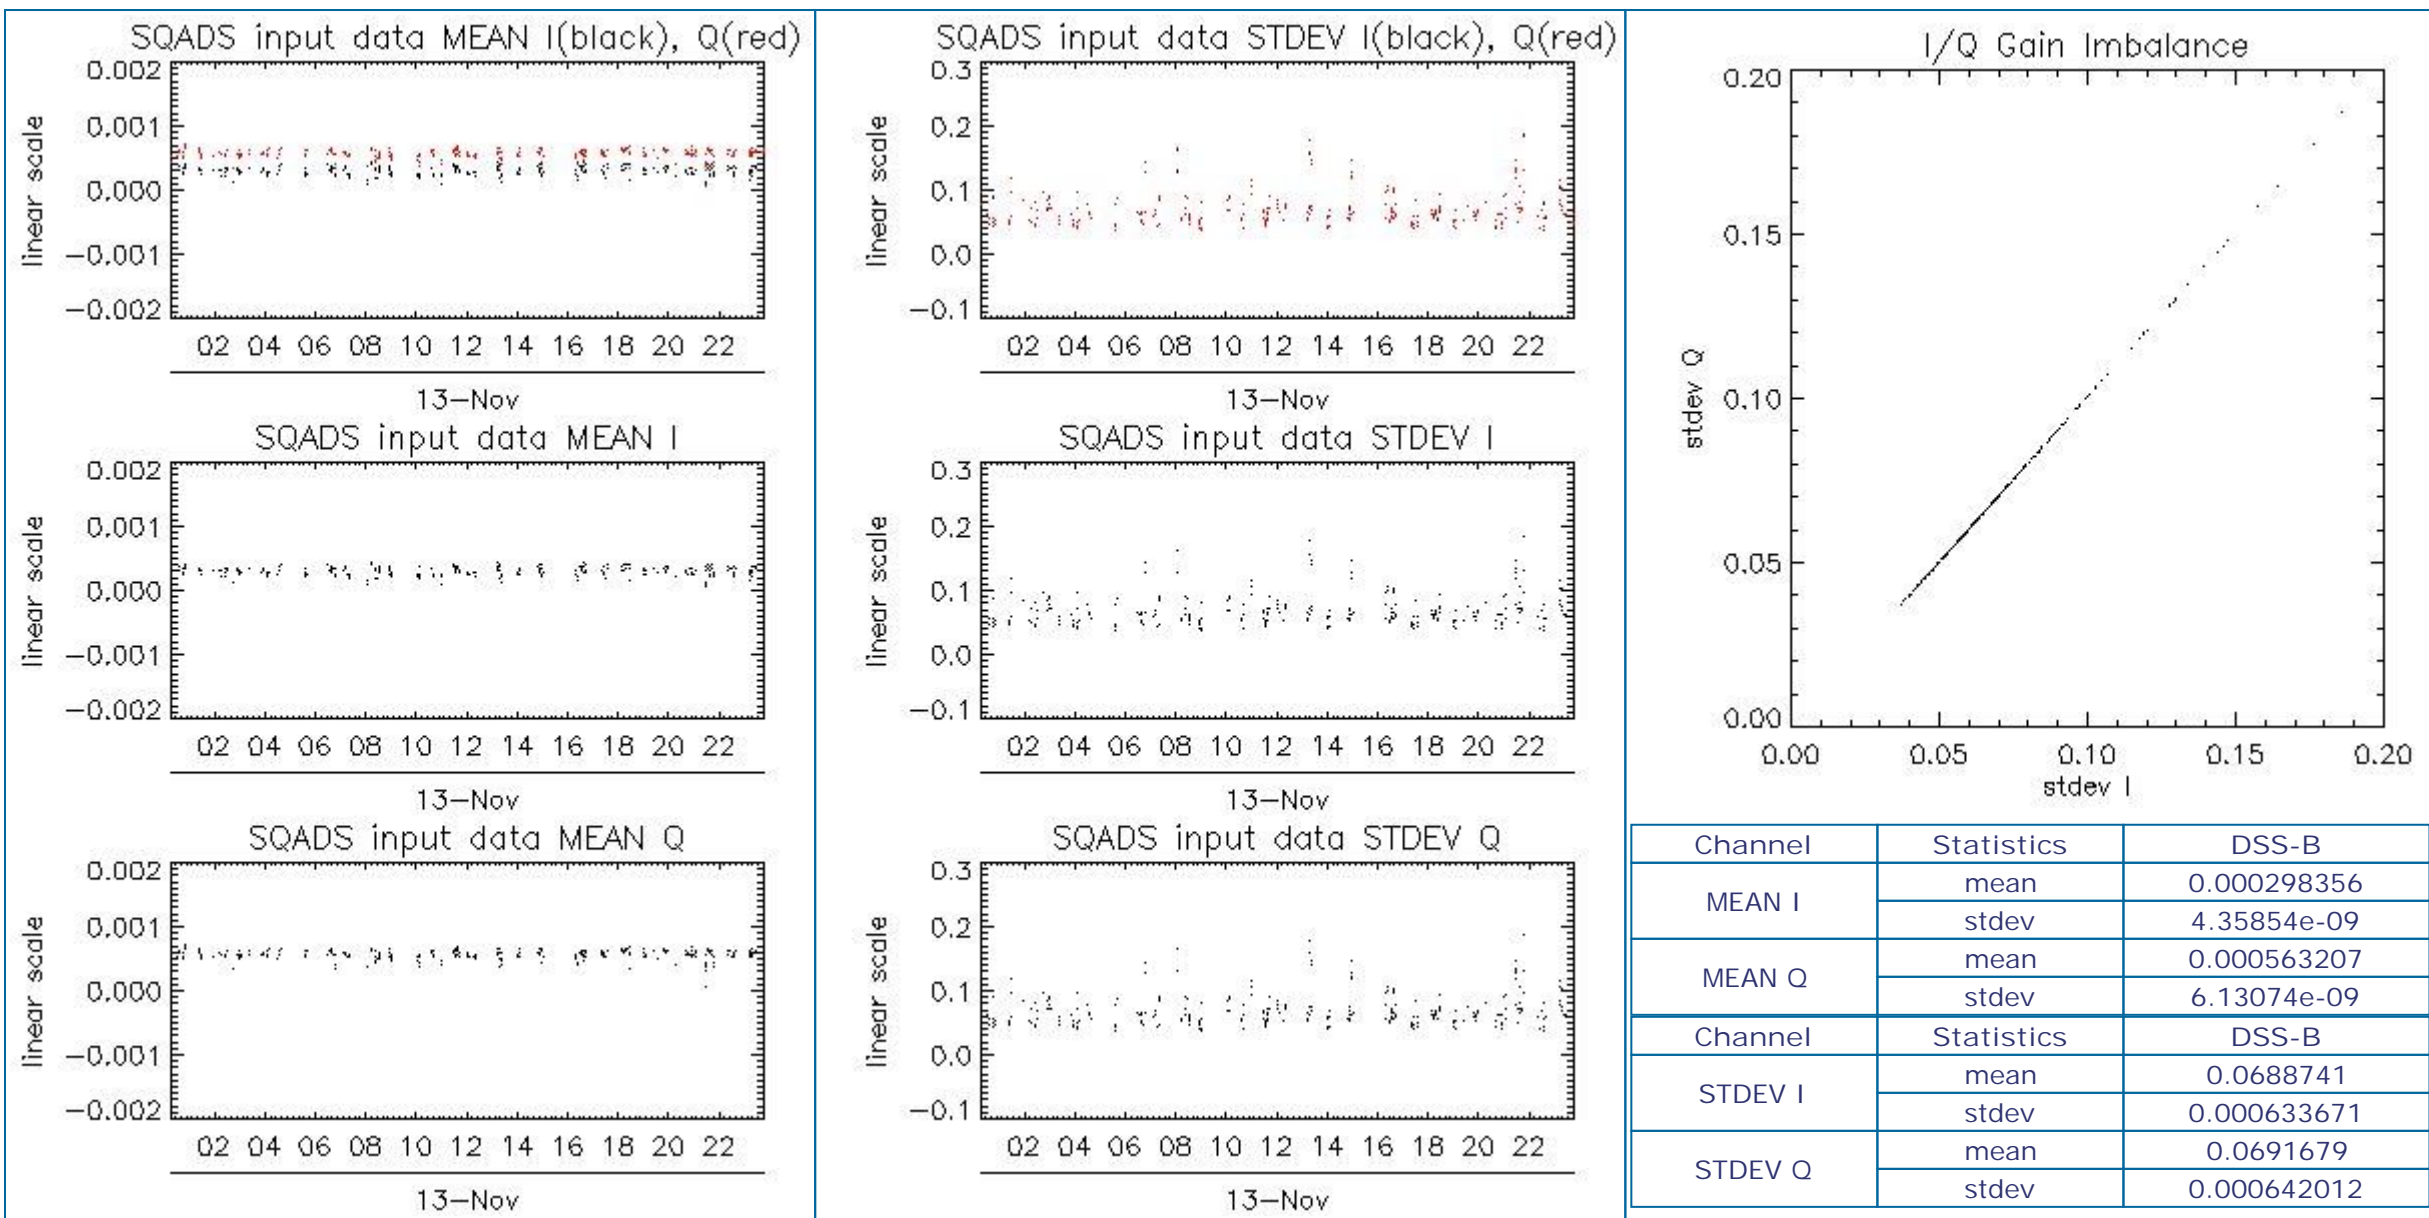 SQADS input data MEAN I(black), Q(red)
0.002
0.001
0.000
−0.001
−0.002
linear scale
02 04 06 08 10 12 14 16 18 20 22
13−Nov
SQADS input data MEAN I
0.002
0.001
0.000
−0.001
−0.002
linear scale
02 04 06 08 10 12 14 16 18 20 22
13−Nov
SQADS input data MEAN Q
0.002
0.001
0.000
−0.001
−0.002
linear scale
02 04 06 08 10 12 14 16 18 20 22
13−Nov
SQADS input data STDEV I(black), Q(red)
0.3
0.2
0.1
0.0
−0.1
linear scale
02 04 06 08 10 12 14 16 18 20 22
13−Nov
SQADS input data STDEV I
0.3
0.2
0.1
0.0
−0.1
linear scale
02 04 06 08 10 12 14 16 18 20 22
13−Nov
SQADS input data STDEV Q
0.3
0.2
0.1
0.0
−0.1
linear scale
02 04 06 08 10 12 14 16 18 20 22
13−Nov
I/Q Gain Imbalance
0.20
0.15
0.10
0.05
0.00
stdev Q
0.00 0.05 0.10 0.15 0.20
stdev I
Channel Statistics DSS-B
MEAN I mean 0.000298356
stdev 4.35854e-09
MEAN Q mean 0.000563207
stdev 6.13074e-09
Channel Statistics DSS-B
STDEV I mean 0.0688741
stdev 0.000633671
STDEV Q mean 0.0691679
stdev 0.000642012